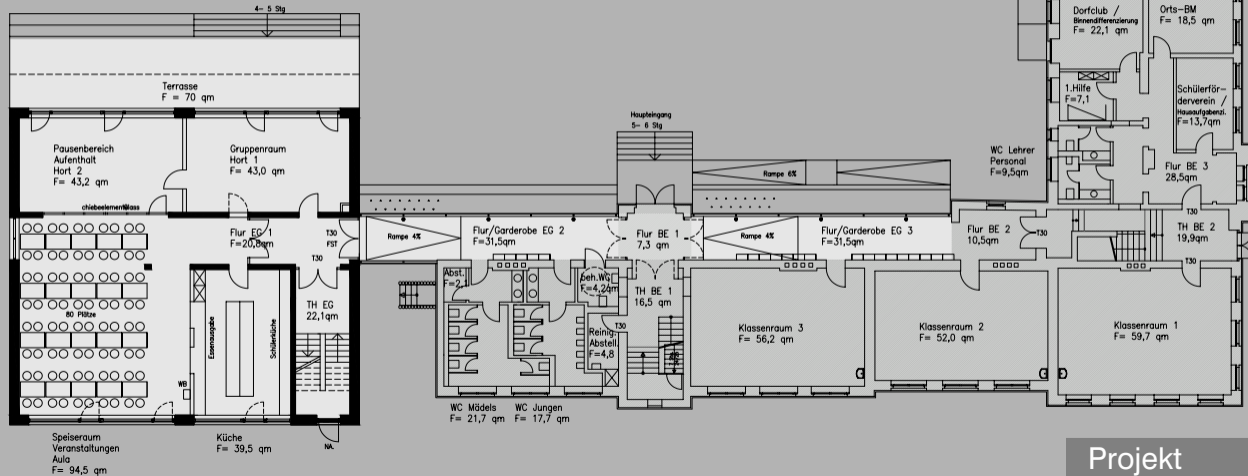 4- 5 Stg
Terrasse
F = 70 qm
Pausenbereich
Aufenthalt
Hort 2
F= 43,2 qm
Gruppenraum
Hort 1
F= 43,0 qm
Flur EG 1
F=20,8qm
T30
FST
T30
80 Plätze
Essenausgabe
Schülerküche
WB
TH EG
22,1qm
NA.
Speiseraum
Veranstaltungen
Aula
F= 94,5 qm
Küche
F= 39,5 qm
Rampe 4%
Flur/Garderobe EG 2
F=31,5qm
Abst.
beh.WC
F=4,2qm
Reinig.
Abstell.
F=4,8
T30
WC Mädels
F= 21,7 qm
WC Jungen
F= 17,7 qm
Haupteingang
5- 6 Stg
Flur BE 1
7,3 qm
TH BE 1
16,5 qm
Rampe 6%
Rampe 4%
Flur/Garderobe EG 3
F=31,5qm
Klassenraum 3
F= 56,2 qm
Flur BE 2
10,5qm
T30
Klassenraum 2
F= 52,0 qm
Klassenraum 1
F= 59,7 qm
TH BE 2
19,9qm
T30
T30
WC Lehrer
Personal
F=9,5qm
Flur BE 3
28,5qm
1.Hilfe
F=7,1
Schülerför-
derverein /
Hausaufgabenzi.
F=13,7qm
Dorfclub /
Binnendifferenzierung
F= 22,1 qm
Orts-BM
F= 18,5 qm
Projekt